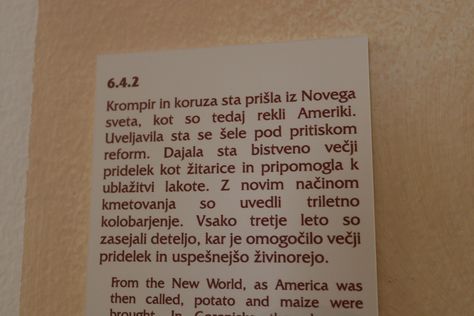 6.4.2
Krompir in koruza sta prišla iz Novega
sveta, kot so tedaj rekli Ameriki.
Uveljavila sta se šele pod pritiskom
reform. Dajala sta bistveno večji
pridelek kot žitarice in pripomogla k
ublažitvi lakote. Z novim načinom
kmetovanja so uvedli triletno
kolobarjenje. Vsako tretje leto so
zasejali deteljo, kar je omogočilo večji
pridelek in uspešnejšo živinorejo.
From the New World, as America was
then called, potato and maize were
brought. In